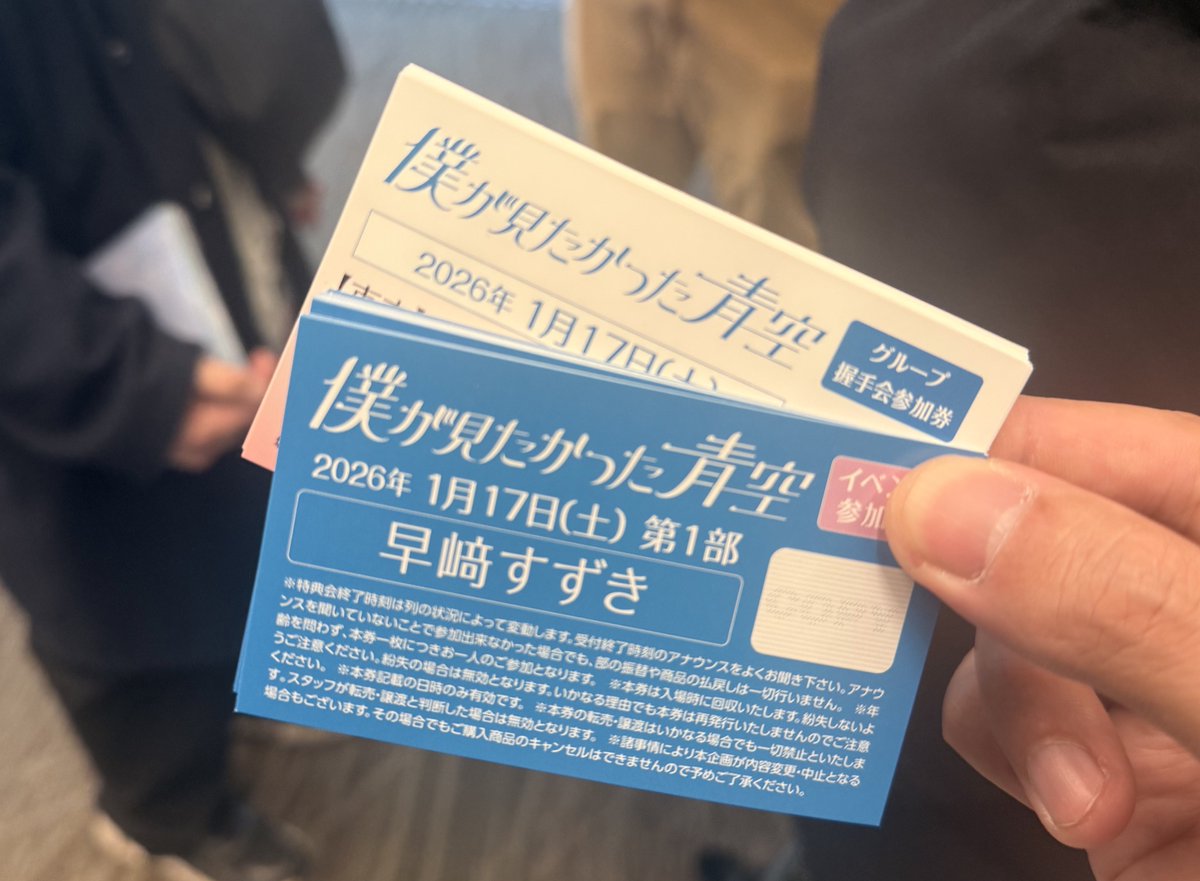 僕が見たかった青空
2026年 1月17日(土)
グループ
握手会参加券
僕が見たかった青空
2026年 1月17日(土) 第1部
イベン
参加
早﨑すずき
※特典会終了時刻は列の状況によって変動します。受付終了時刻のアナウンスをよくお聞き下さい。アナウ
ンスを聞いていないことで参加出来なかった場合でも、部の振替や商品の払戻しは一切行いません。 ※年
齢を問わず、本券一枚につきお一人のご参加となります。 ※本券は入場時に回収いたします。紛失しないよ
うご注意ください。紛失の場合は無効となります。いかなる理由でも本券は再発行いたしませんのでご注意
ください。 ※本券記載の日時のみ有効です。 ※本券の転売・譲渡はいかなる場合でも一切禁止といたしま
す。スタッフが転売・譲渡と判断した場合は無効となります。 ※諸事情により本企画が内容変更・中止となる
場合もございます。その場合でもご購入商品のキャンセルはできませんので予めご了承ください。